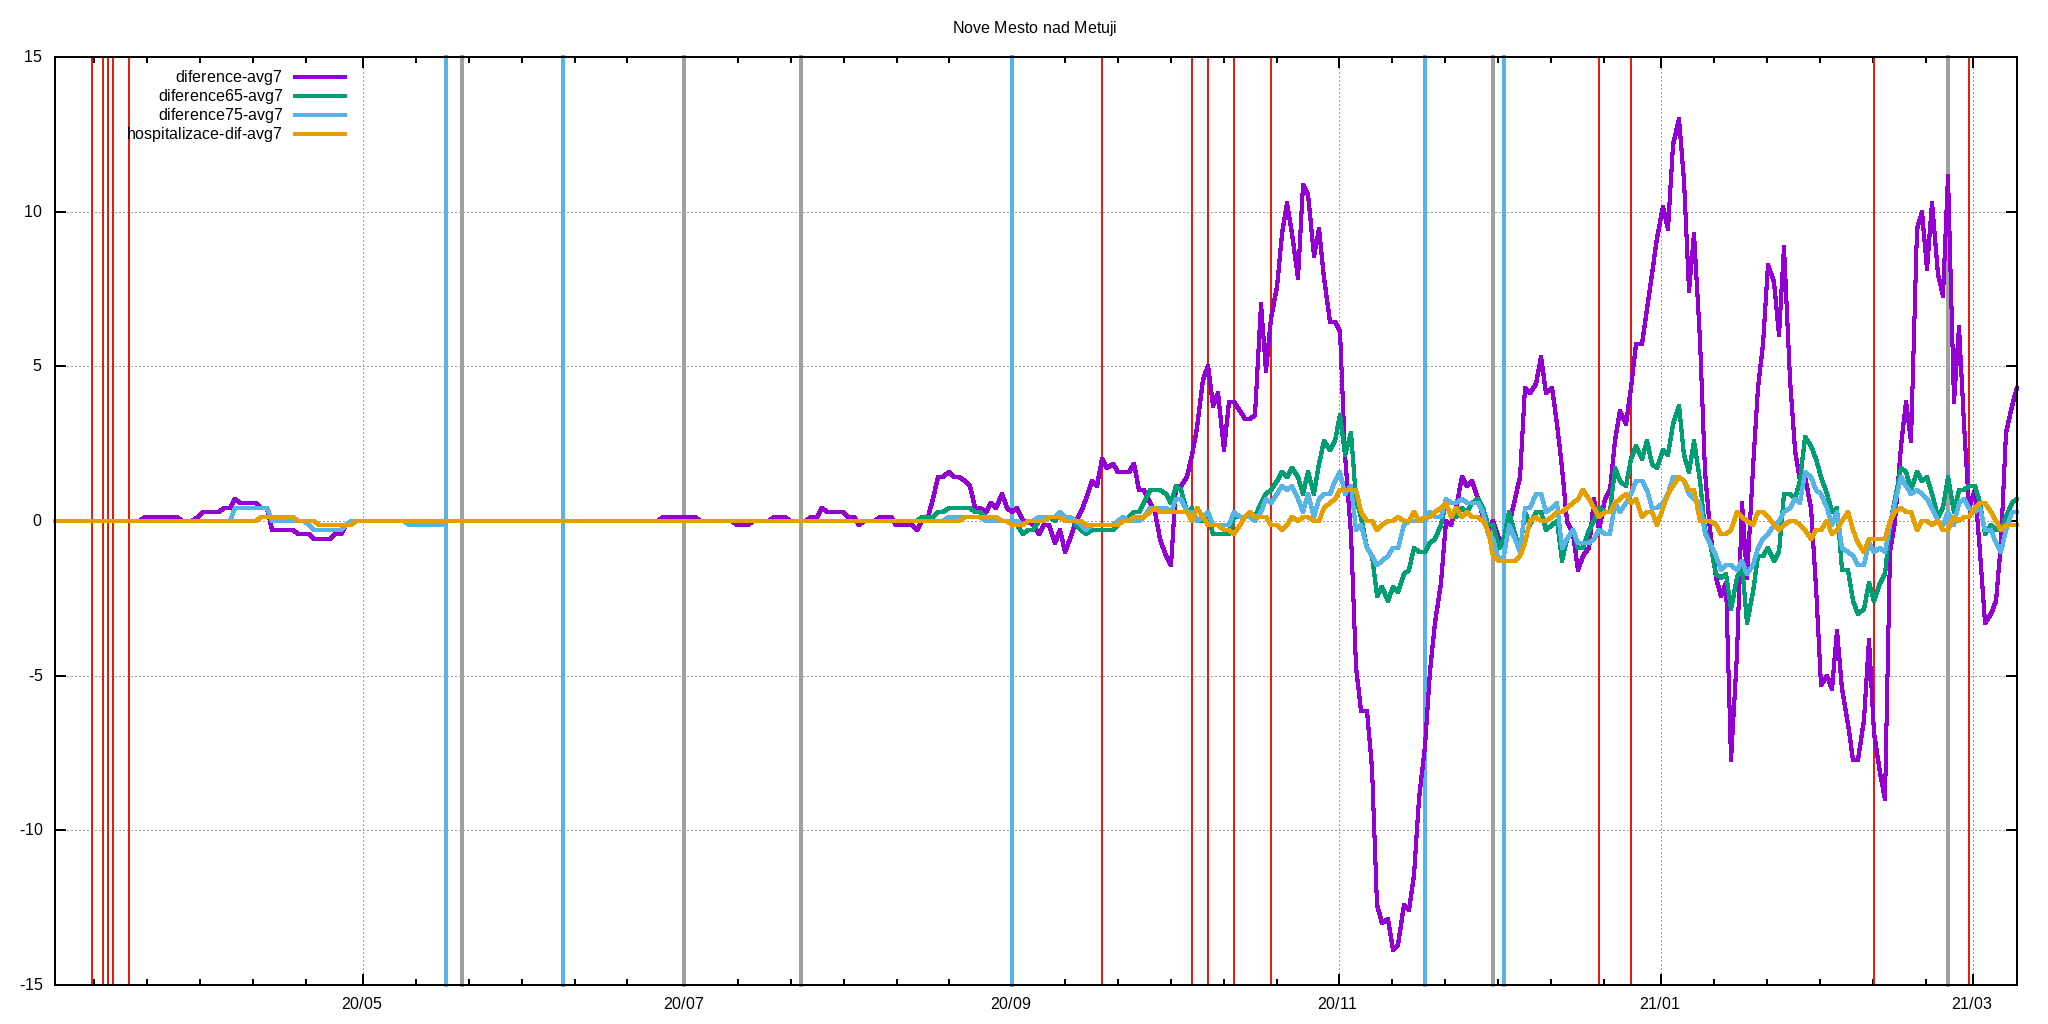 Nove Mesto nad Metuji
15
10
5
0
-5
-10
-15
diference-avg7
diference65-avg7
diference75-avg7
hospitalizace-dif-avg7
20/05
20/07
20/09
20/11
21/01
21/03